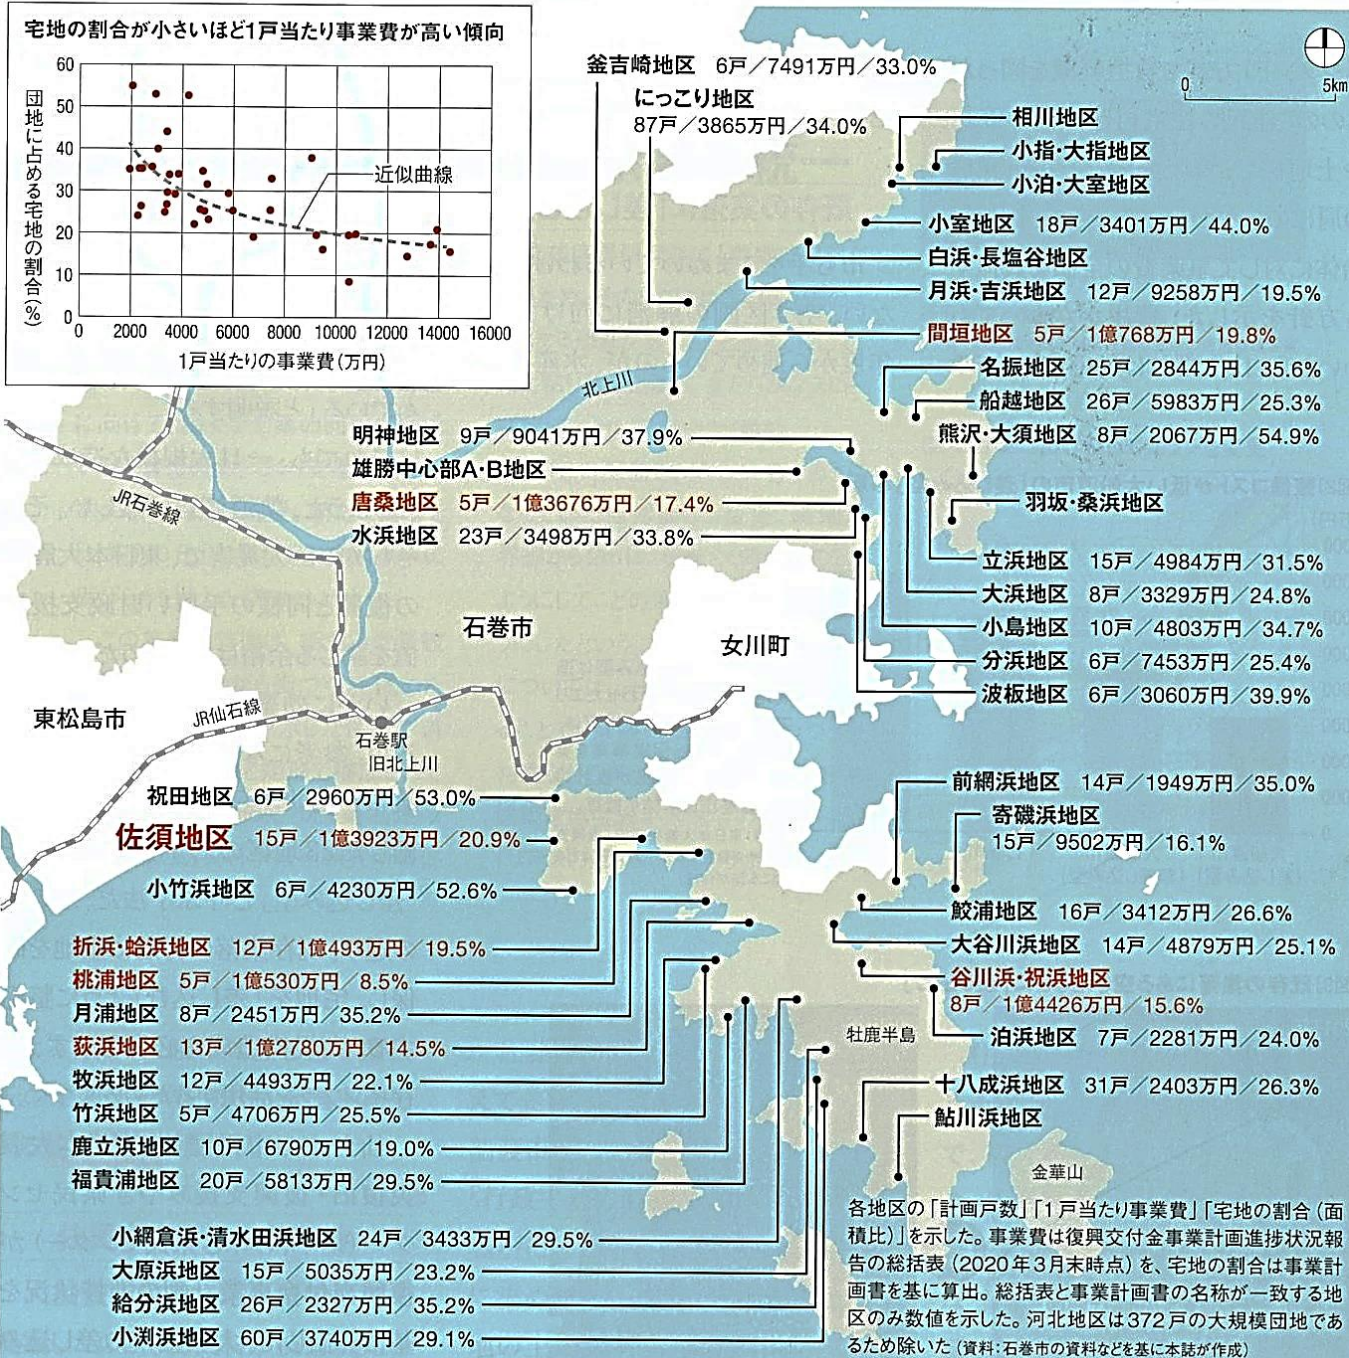 宅地の割合が小さいほど1戸当たり事業費が高い傾向
団地に占める宅地の割合（％）
60
50
40
30
20
10
0
近似曲線
0 2000 4000 6000 8000 10000 12000 14000 16000
1戸当たりの事業費（万円）
0 5km
釜吉崎地区 6戸／7491万円／33.0%
にっこり地区
87戸／3865万円／34.0%
相川地区
小指・大指地区
小泊・大室地区
小室地区 18戸／3401万円／44.0%
白浜・長塩谷地区
月浜・吉浜地区 12戸／9258万円／19.5%
間垣地区 5戸／1億768万円／19.8%
名振地区 25戸／2844万円／35.6%
船越地区 26戸／5983万円／25.3%
熊沢・大須地区 8戸／2067万円／54.9%
羽坂・桑浜地区
北上川
明神地区 9戸／9041万円／37.9%
雄勝中心部A・B地区
唐桑地区 5戸／1億3676万円／17.4%
水浜地区 23戸／3498万円／33.8%
立浜地区 15戸／4984万円／31.5%
大浜地区 8戸／3329万円／24.8%
小島地区 10戸／4803万円／34.7%
分浜地区 6戸／7453万円／25.4%
波板地区 6戸／3060万円／39.9%
JR石巻線
石巻市
女川町
東松島市
JR仙石線
石巻駅
旧北上川
祝田地区 6戸／2960万円／53.0%
佐須地区 15戸／1億3923万円／20.9%
小竹浜地区 6戸／4230万円／52.6%
折浜・蛤浜地区 12戸／1億493万円／19.5%
桃浦地区 5戸／1億530万円／8.5%
月浦地区 8戸／2451万円／35.2%
荻浜地区 13戸／1億2780万円／14.5%
牧浜地区 12戸／4493万円／22.1%
竹浜地区 5戸／4706万円／25.5%
鹿立浜地区 10戸／6790万円／19.0%
福貴浦地区 20戸／5813万円／29.5%
小網倉浜・清水田浜地区 24戸／3433万円／29.5%
大原浜地区 15戸／5035万円／23.2%
給分浜地区 26戸／2327万円／35.2%
小渕浜地区 60戸／3740万円／29.1%
前網浜地区 14戸／1949万円／35.0%
寄磯浜地区
15戸／9502万円／16.1%
鮫浦地区 16戸／3412万円／26.6%
大谷川浜地区 14戸／4879万円／25.1%
谷川浜・祝浜地区
8戸／1億4426万円／15.6%
泊浜地区 7戸／2281万円／24.0%
牡鹿半島
十八成浜地区 31戸／2403万円／26.3%
鮎川浜地区
金華山
各地区の「計画戸数」「1戸当たり事業費」「宅地の割合（面
積比）」を示した。事業費は復興交付金事業計画進捗状況報
告の総括表（2020年3月末時点）を、宅地の割合は事業計
画書を基に算出。総括表と事業計画書の名称が一致する地
区のみ数値を示した。河北地区は372戸の大規模団地であ
るため除いた（資料：石巻市の資料などを基に本誌が作成）